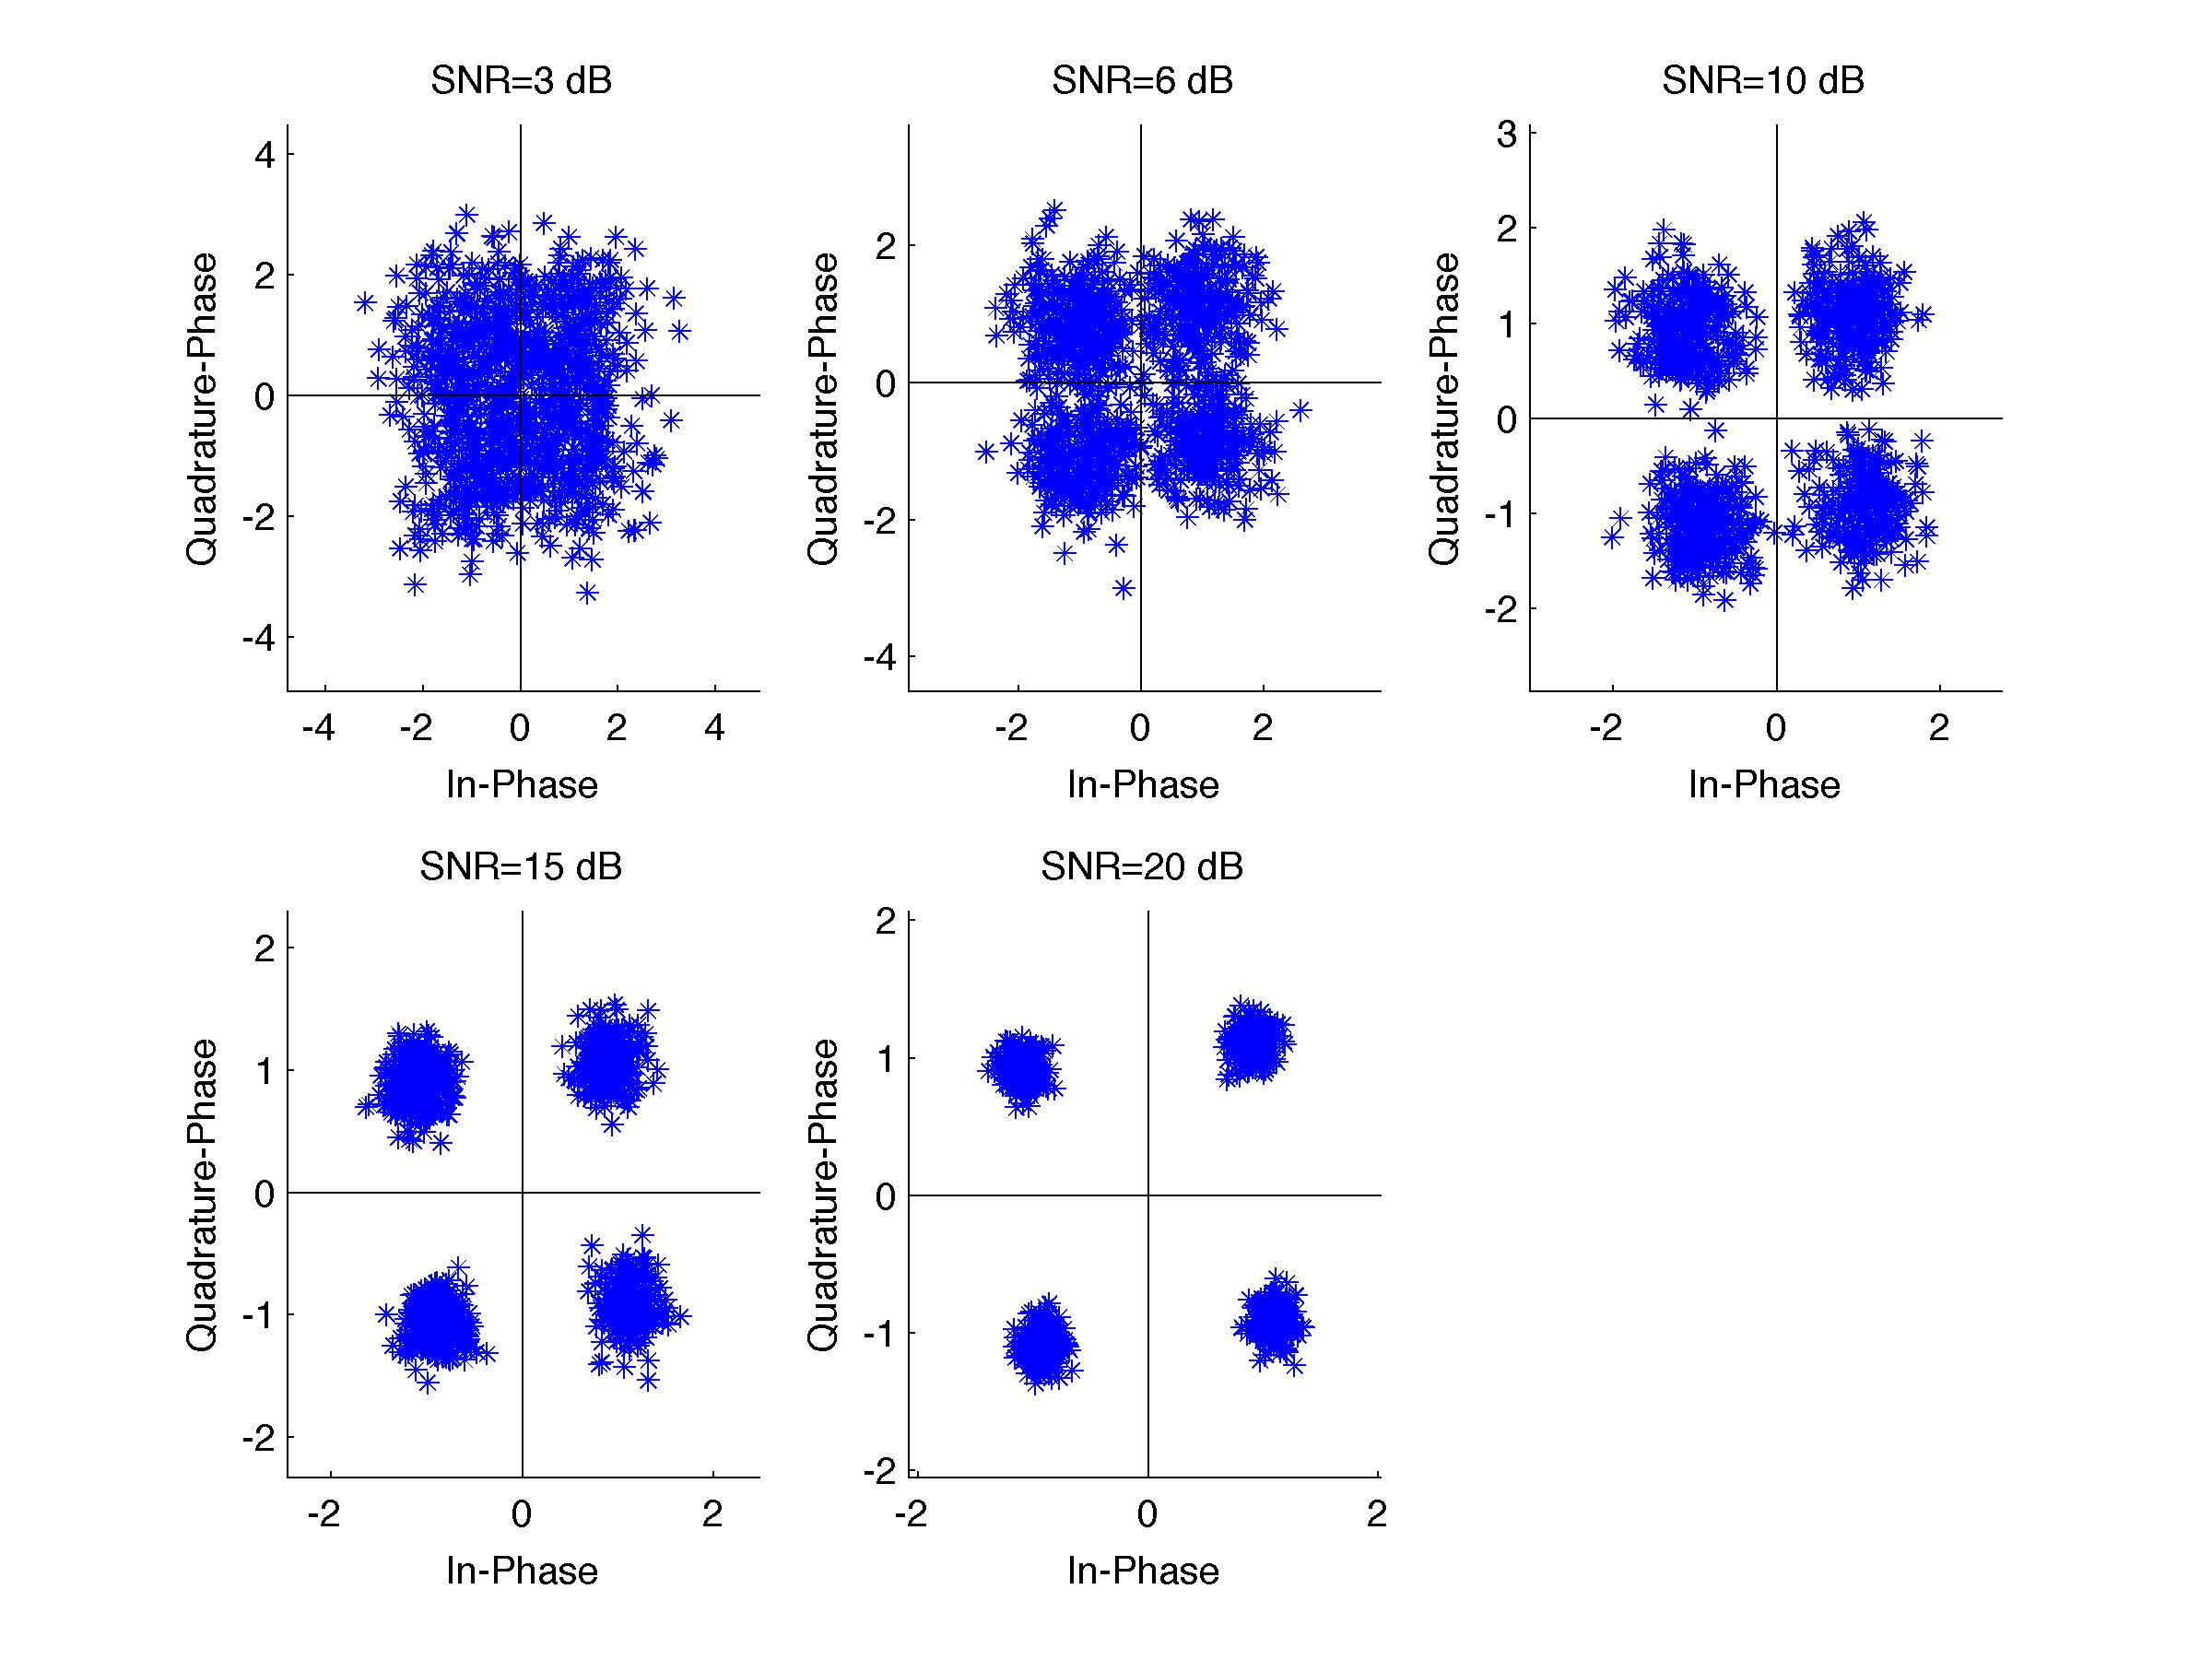 SNR=3 dB
SNR=6 dB
SNR=10 dB
Quadrature-Phase
4
2
0
-2
-4
-4 -2 0 2 4
In-Phase
Quadrature-Phase
2
0
-2
-4
-2 0 2
In-Phase
Quadrature-Phase
3
2
1
0
-1
-2
-2 0 2
In-Phase
SNR=15 dB
SNR=20 dB
Quadrature-Phase
2
1
0
-1
-2
-2 0 2
In-Phase
Quadrature-Phase
2
1
0
-1
-2
-2 0 2
In-Phase